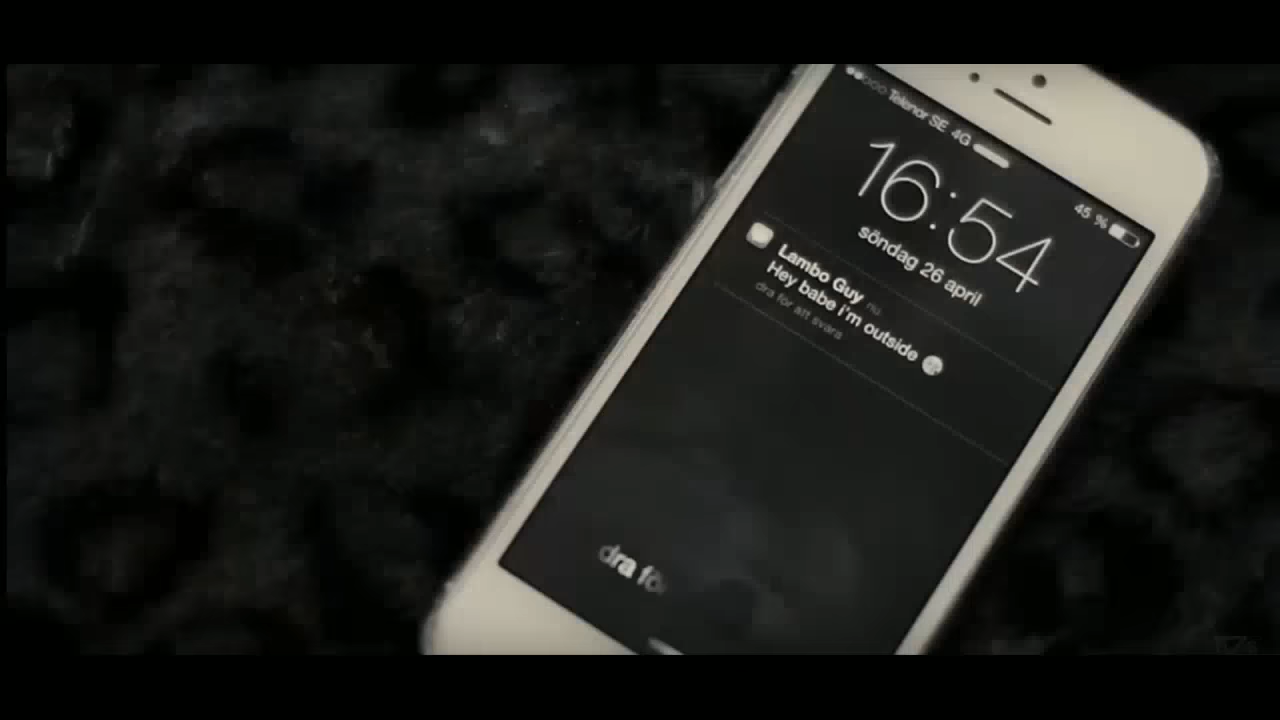 Telenor SE 4G
45 %
16:54
söndag 26 april
Lambo Guy nu
Hey babe i'm outside
dra för att svara
dra fö